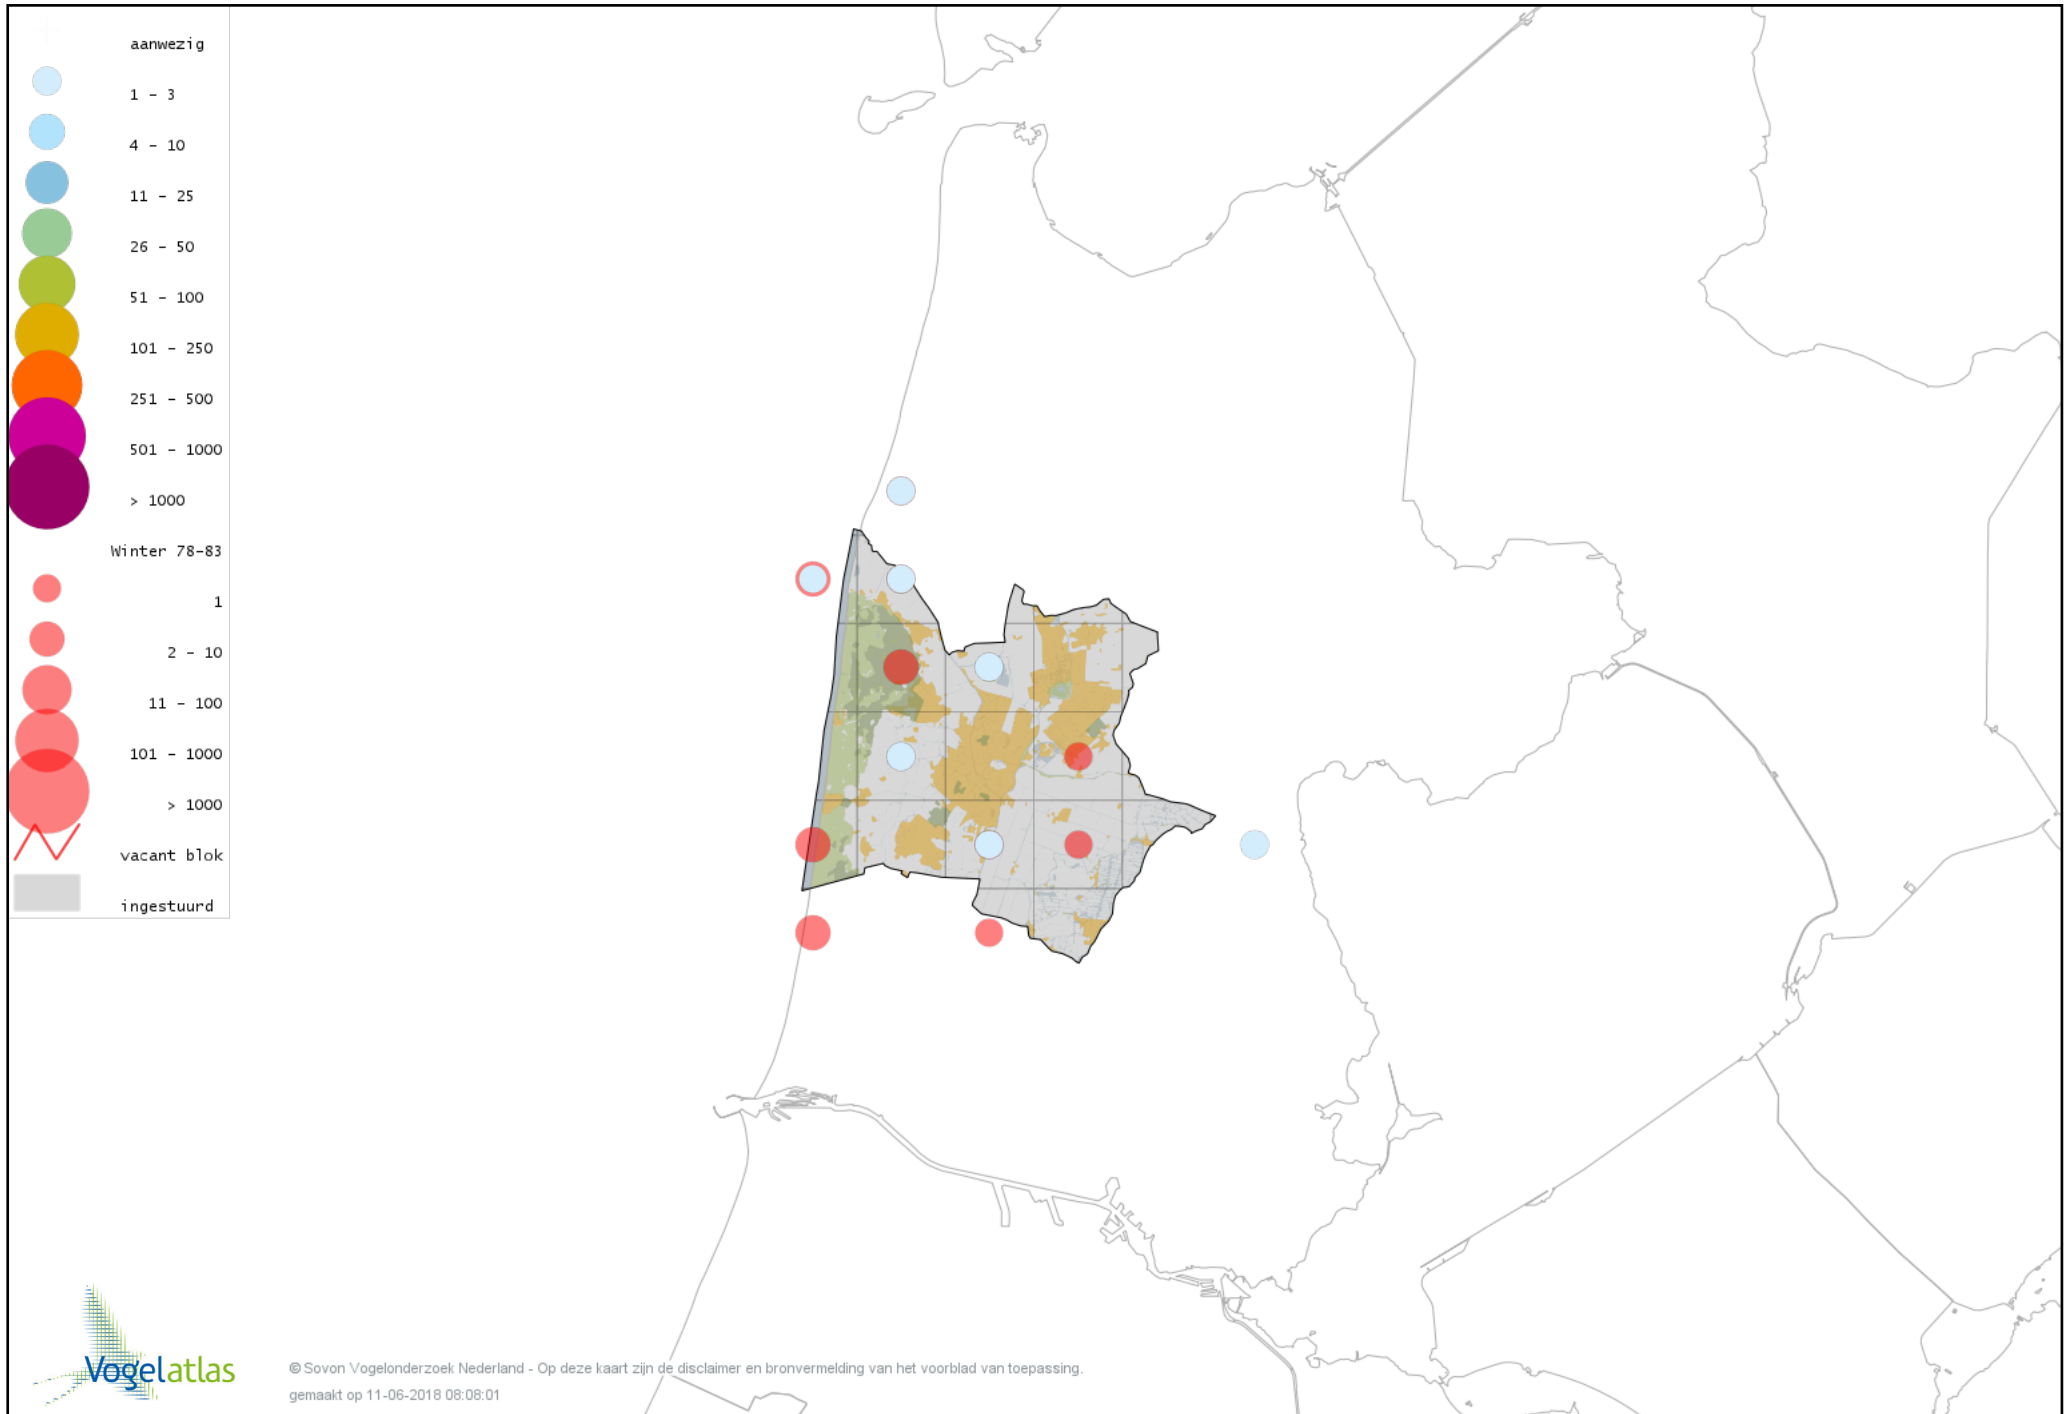 aanwezig
1 - 3
4 - 10
11 - 25
26 - 50
51 - 100
101 - 250
251 - 500
501 - 1000
> 1000
Winter 78-83
1
2 - 10
11 - 100
101 - 1000
> 1000
vacant blok
ingestuurd
Vogelatlas
© Sovon Vogelonderzoek Nederland - Op deze kaart zijn de disclaimer en bronvermelding van het voorblad van toepassing.
gemaakt op 11-06-2018 08:08:01